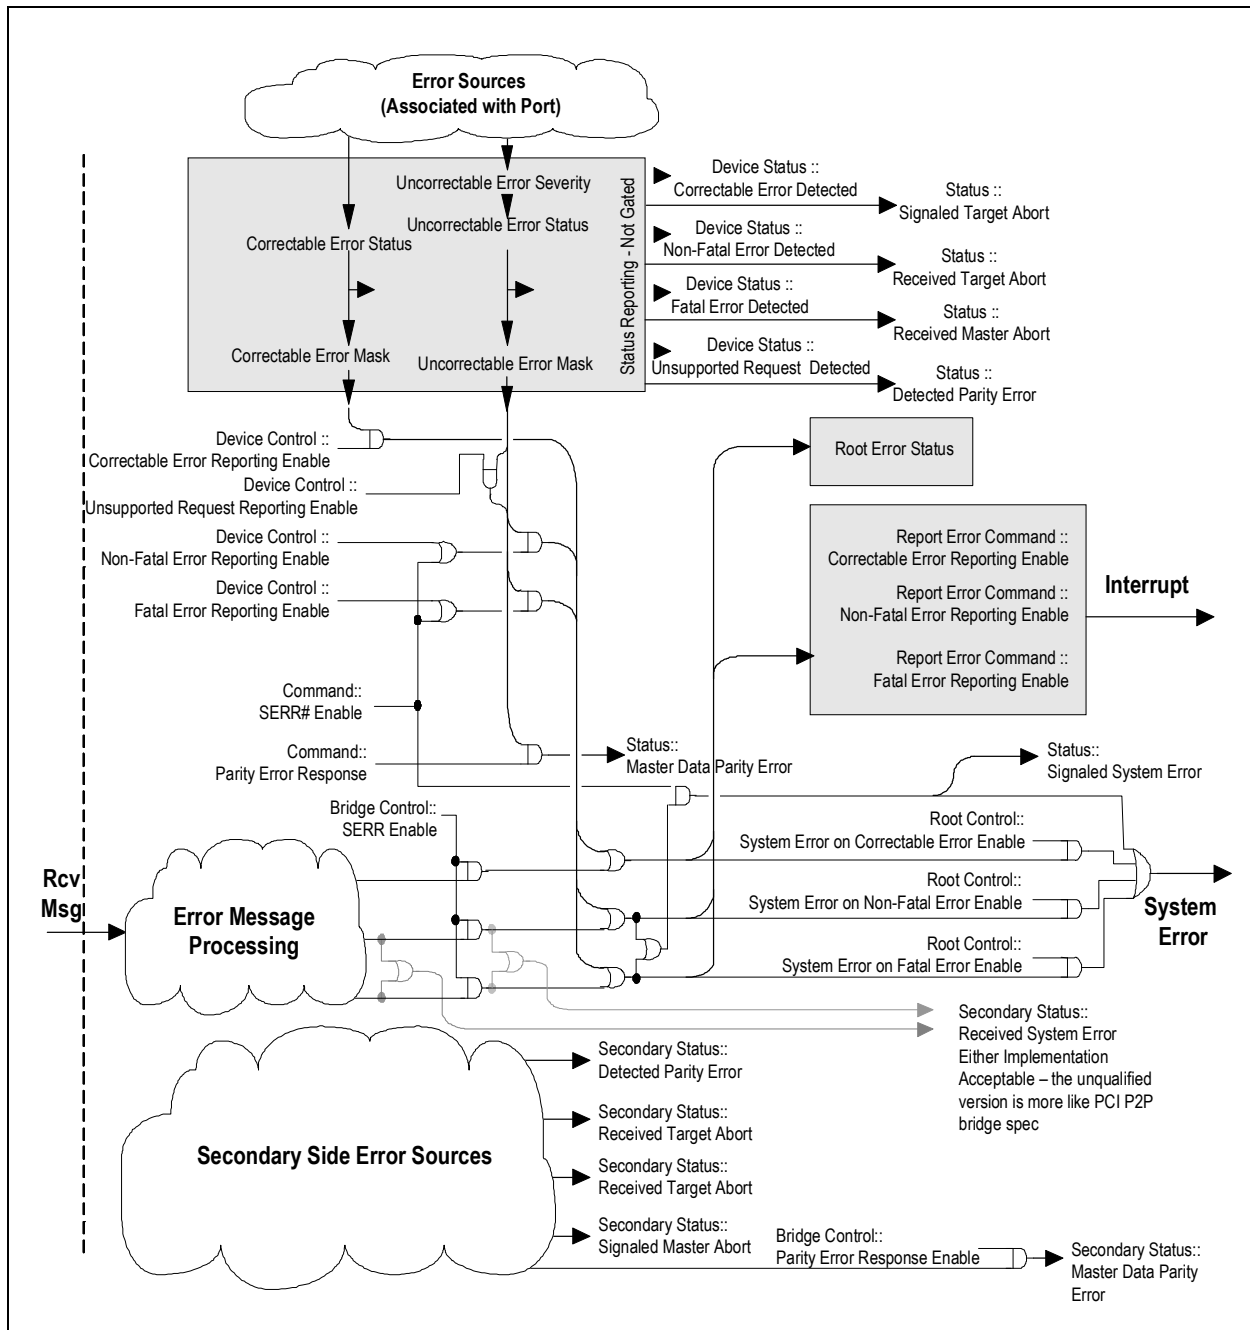 Error Sources
(Associated with Port)
Uncorrectable Error Severity
Uncorrectable Error Status
Correctable Error Status
Correctable Error Mask
Uncorrectable Error Mask
Status Reporting - Not Gated
Device Status ::
Correctable Error Detected
Status ::
Signaled Target Abort
Device Status ::
Non-Fatal Error Detected
Status ::
Received Target Abort
Device Status ::
Fatal Error Detected
Status ::
Received Master Abort
Device Status ::
Unsupported Request Detected
Status ::
Detected Parity Error
Device Control ::
Correctable Error Reporting Enable
Device Control ::
Unsupported Request Reporting Enable
Device Control ::
Non-Fatal Error Reporting Enable
Device Control ::
Fatal Error Reporting Enable
Root Error Status
Report Error Command ::
Correctable Error Reporting Enable
Report Error Command ::
Non-Fatal Error Reporting Enable
Report Error Command ::
Fatal Error Reporting Enable
Interrupt
Command::
SERR# Enable
Command::
Parity Error Response
Status::
Master Data Parity Error
Status::
Signaled System Error
Bridge Control::
SERR Enable
Root Control::
System Error on Correctable Error Enable
Root Control::
System Error on Non-Fatal Error Enable
Root Control::
System Error on Fatal Error Enable
System
Error
Rcv
Msg
Error Message
Processing
Secondary Status::
Received System Error
Either Implementation
Acceptable – the unqualified
version is more like PCI P2P
bridge spec
Secondary Side Error Sources
Secondary Status::
Detected Parity Error
Secondary Status::
Received Target Abort
Secondary Status::
Received Target Abort
Secondary Status::
Signaled Master Abort
Bridge Control::
Parity Error Response Enable
Secondary Status::
Master Data Parity
Error